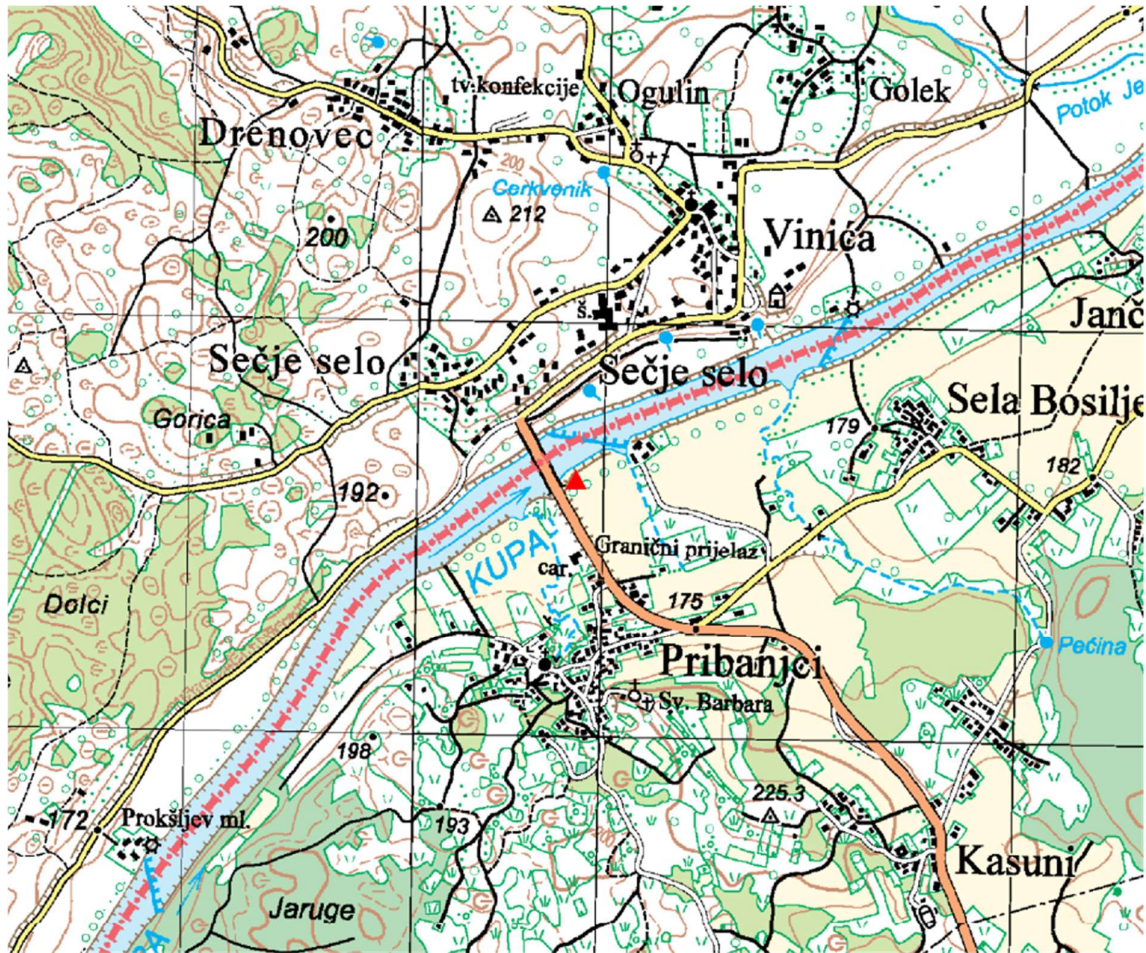 tv.konfekcije
Ogulin
Golek
Potok Je
Drenovec
200
Cerkvenik
212
200
Vinića
š.
Janč
Sečje selo
Sečje selo
Sela Bosilje
Gorica
179
182
192
KUPA
Granični prijelaz
car.
Dolci
175
Pribanjci
Pećina
Sv. Barbara
198
225.3
172
Prokšljev ml.
193
200
Kasuni
Jaruge
A